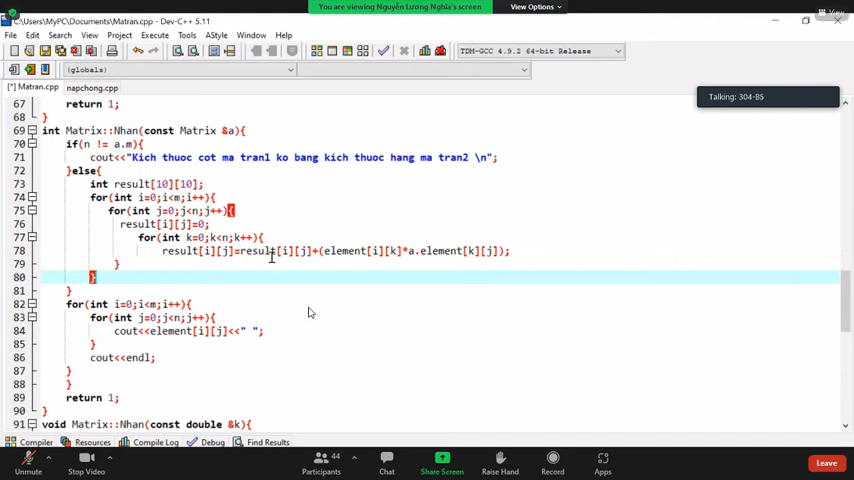 C:\Users\MyPC\Documents\Matran.cpp - Dev-C++ 5.11
You are viewing Nguyễn Lương Nghĩa's screen
View Options
View
File Edit Search View Project Execute Tools AStyle Window Help
TDM-GCC 4.9.2 64-bit Release
(globals)
[*] Matran.cpp napchong.cpp
Talking: 304-B5
67 return 1;
68 }
69 int Matrix::Nhan(const Matrix &a){
70 if(n != a.m){
71 cout<<"Kich thuoc cot ma tran1 ko bang kich thuoc hang ma tran2 \n";
72 }else{
73 int result[10][10];
74 for(int i=0;i<m;i++){
75 for(int j=0;j<n;j++){
76 result[i][j]=0;
77 for(int k=0;k<n;k++){
78 result[i][j]=result[i][j]+(element[i][k]*a.element[k][j]);
79 }
80 }
81 }
82 for(int i=0;i<m;i++){
83 for(int j=0;j<n;j++){
84 cout<<element[i][j]<<" ";
85 }
86 cout<<endl;
87 }
88 }
89 return 1;
90 }
91 void Matrix::Nhan(const double &k){
Compiler Resources Compile Log Debug Find Results
44
Unmute Stop Video Participants Chat Share Screen Raise Hand Record Apps Leave